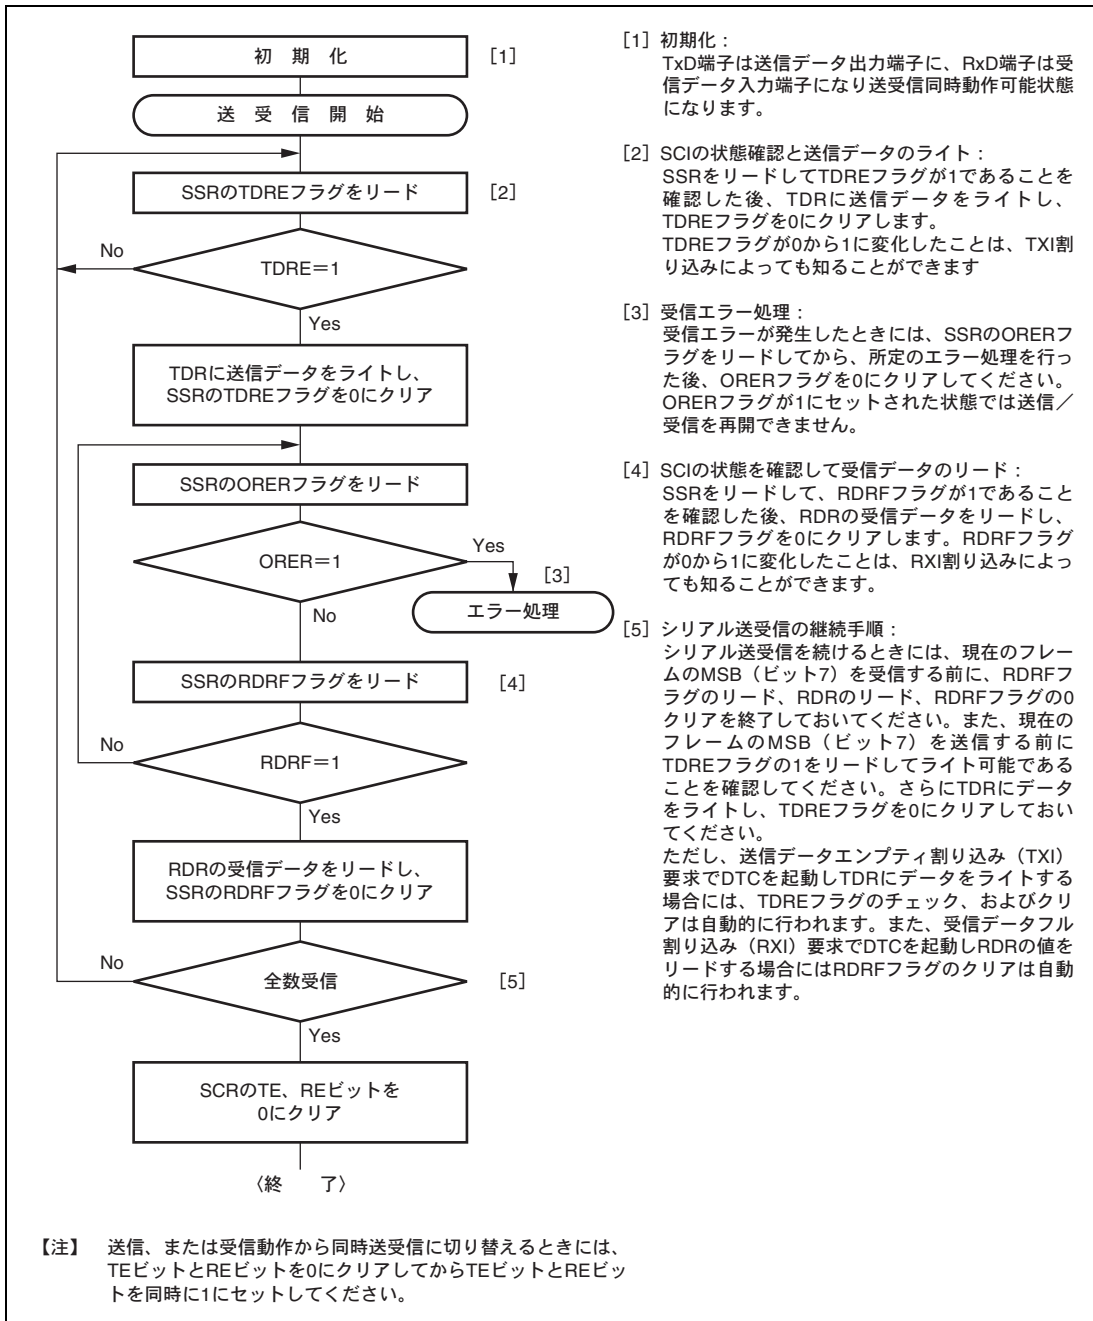 初 期 化
[1]
送 受 信 開 始
SSRのTDREフラグをリード
[2]
No
TDRE＝1
Yes
TDRに送信データをライトし、
SSRのTDREフラグを0にクリア
SSRのORERフラグをリード
ORER＝1
Yes
[3]
エラー処理
No
SSRのRDRFフラグをリード
[4]
No
RDRF＝1
Yes
RDRの受信データをリードし、
SSRのRDRFフラグを0にクリア
No
全数受信
[5]
Yes
SCRのTE、REビットを
0にクリア
〈終 了〉
[1] 初期化：
TxD端子は送信データ出力端子に、RxD端子は受
信データ入力端子になり送受信同時動作可能状態
になります。
[2] SCIの状態確認と送信データのライト：
SSRをリードしてTDREフラグが1であることを
確認した後、TDRに送信データをライトし、
TDREフラグを0にクリアします。
TDREフラグが0から1に変化したことは、TXI割
り込みによっても知ることができます
[3] 受信エラー処理：
受信エラーが発生したときには、SSRのORERフ
ラグをリードしてから、所定のエラー処理を行っ
た後、ORERフラグを0にクリアしてください。
ORERフラグが1にセットされた状態では送信／
受信を再開できません。
[4] SCIの状態を確認して受信データのリード：
SSRをリードして、RDRFフラグが1であること
を確認した後、RDRの受信データをリードし、
RDRFフラグを0にクリアします。RDRFフラグ
が0から1に変化したことは、RXI割り込みによっ
ても知ることができます。
[5] シリアル送受信の継続手順：
シリアル送受信を続けるときには、現在のフレー
ムのMSB（ビット7）を受信する前に、RDRFフ
ラグのリード、RDRのリード、RDRFフラグの0
クリアを終了しておいてください。また、現在の
フレームのMSB（ビット7）を送信する前に
TDREフラグの1をリードしてライト可能である
ことを確認してください。さらにTDRにデータ
をライトし、TDREフラグを0にクリアしておい
てください。
ただし、送信データエンプティ割り込み（TXI）
要求でDTCを起動しTDRにデータをライトする
場合には、TDREフラグのチェック、およびクリ
アは自動的に行われます。また、受信データフル
割り込み（RXI）要求でDTCを起動しRDRの値を
リードする場合にはRDRFフラグのクリアは自動
的に行われます。
【注】 送信、または受信動作から同時送受信に切り替えるときには、
TEビットとREビットを0にクリアしてからTEビットとREビッ
トを同時に1にセットしてください。